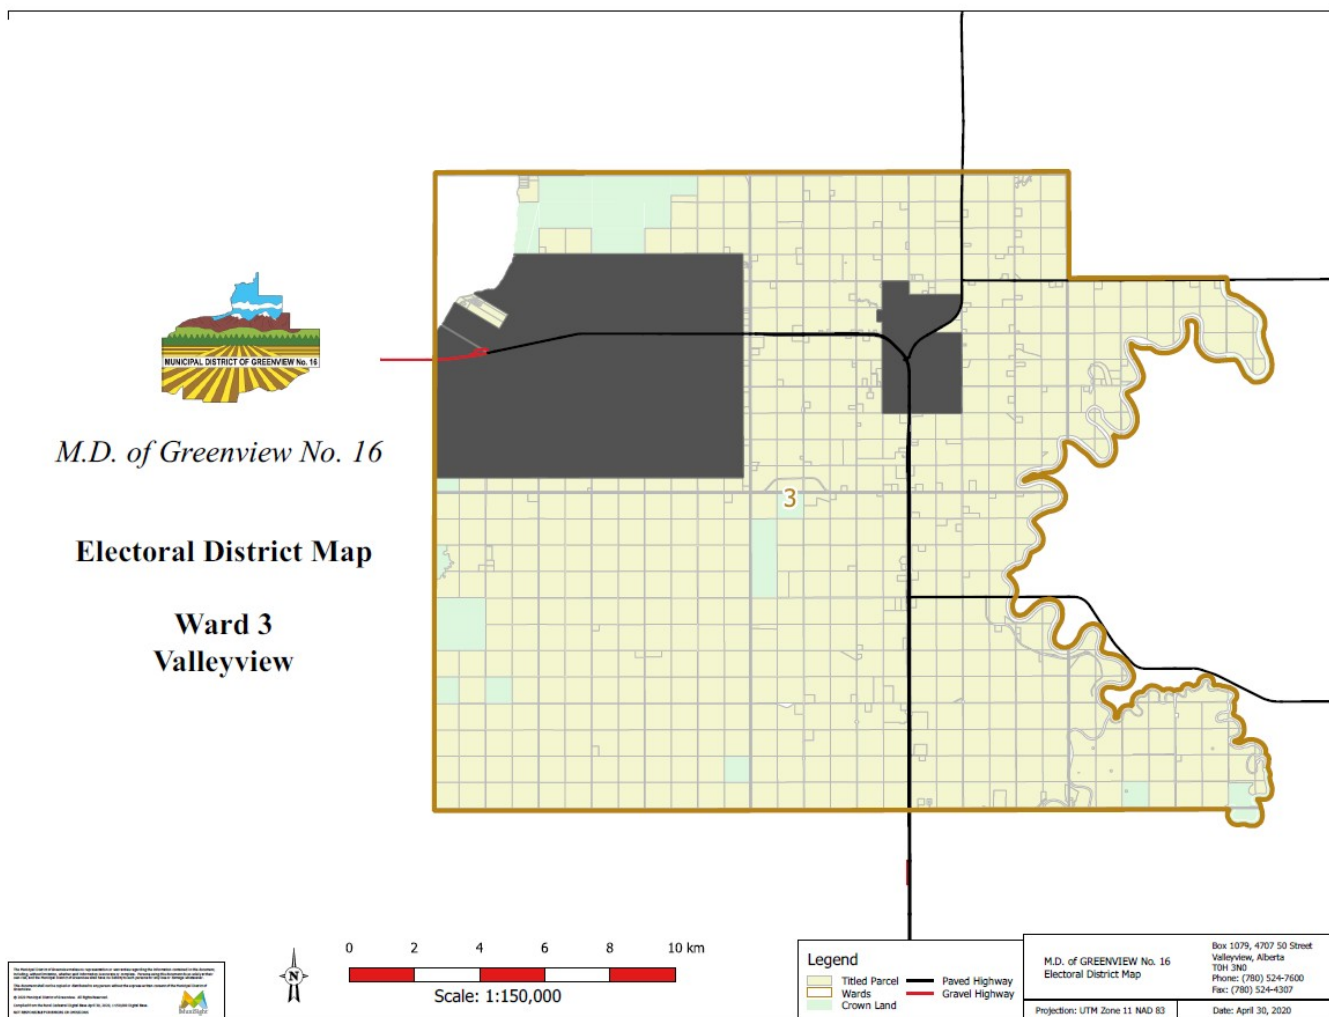 MUNICIPAL DISTRICT OF GREENVIEW No. 16
M.D. of Greenview No. 16
Electoral District Map
Ward 3
Valleyview
3
N
0 2 4 6 8 10 km
Scale: 1:150,000
Legend
Titled Parcel
Wards
Crown Land
Paved Highway
Gravel Highway
M.D. of GREENVIEW No. 16
Electoral District Map
Box 1079, 4707 50 Street
Valleyview, Alberta
T0H 3N0
Phone: (780) 524-7600
Fax: (780) 524-4307
Projection: UTM Zone 11 NAD 83
Date: April 30, 2020